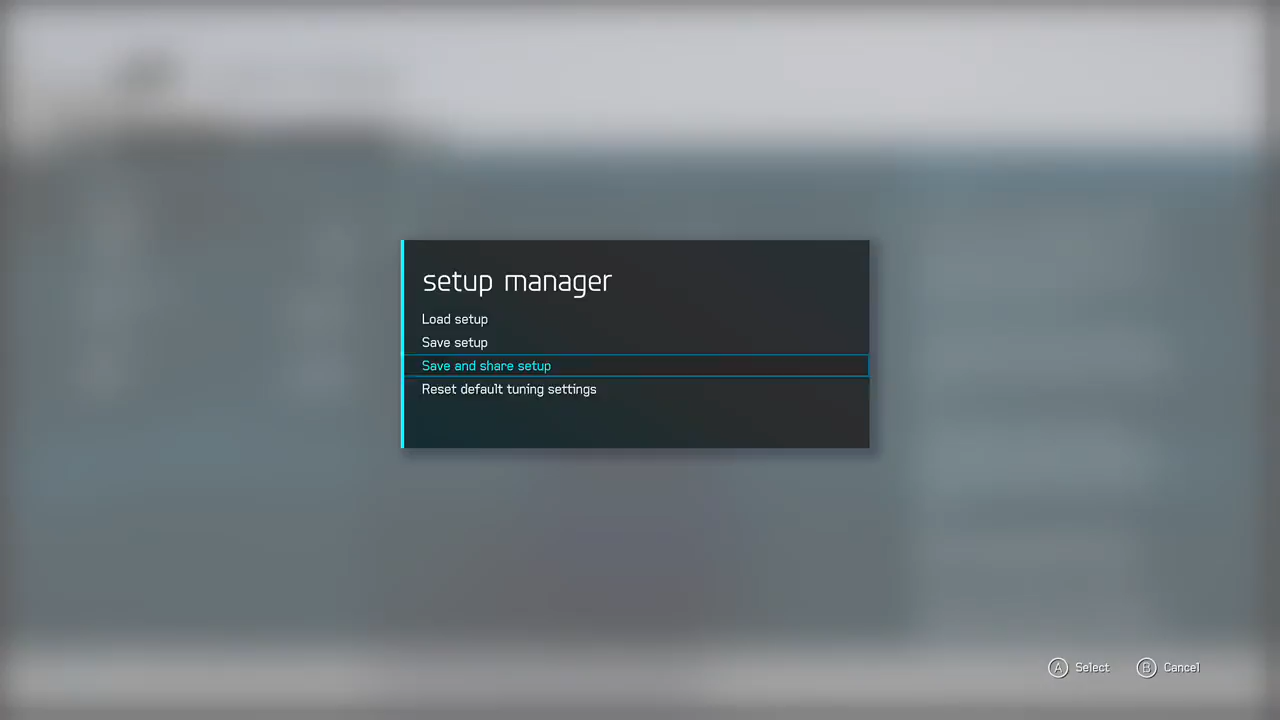 setup manager
Load setup
Save setup
Save and share setup
Reset default tuning settings
A Select B Cancel